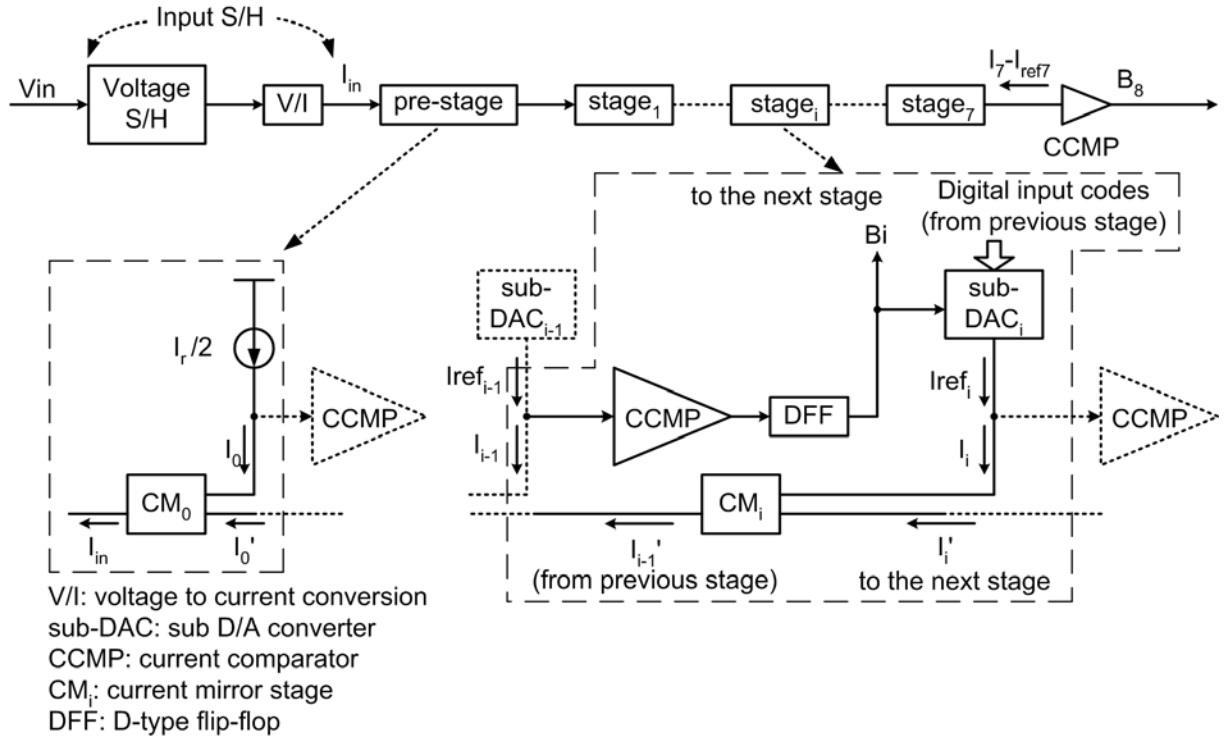 Input S/H
Vin
Voltage
S/H
V/I
I_in
pre-stage
stage_1
stage_i
stage_7
I_7-I_ref7
CCMP
B_8
to the next stage
Digital input codes
(from previous stage)
Bi
sub-
DAC_i-1
sub-
DAC_i
I_r/2
CCMP
Iref_i-1
CCMP
DFF
Iref_i
CCMP
I_0
I_i-1
I_i
CM_0
CM_i
I_in
I_0'
I_i-1'
I_i'
(from previous stage)
to the next stage
V/I: voltage to current conversion
sub-DAC: sub D/A converter
CCMP: current comparator
CM_i: current mirror stage
DFF: D-type flip-flop